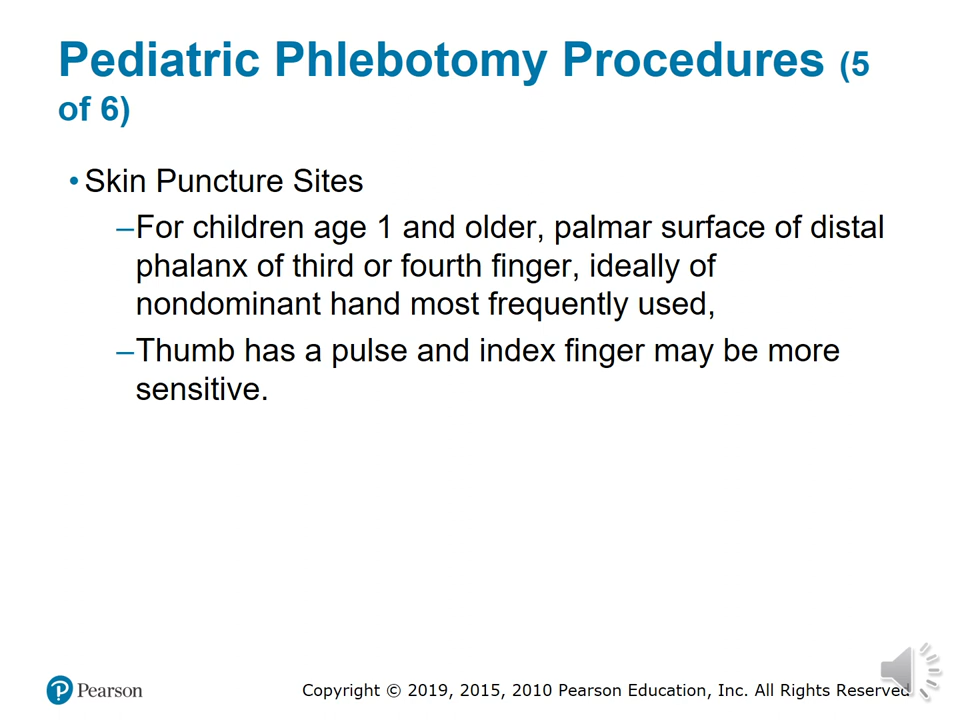 Pediatric Phlebotomy Procedures (5
of 6)
• Skin Puncture Sites
–For children age 1 and older, palmar surface of distal
phalanx of third or fourth finger, ideally of
nondominant hand most frequently used,
–Thumb has a pulse and index finger may be more
sensitive.
Pearson
Copyright © 2019, 2015, 2010 Pearson Education, Inc. All Rights Reserved